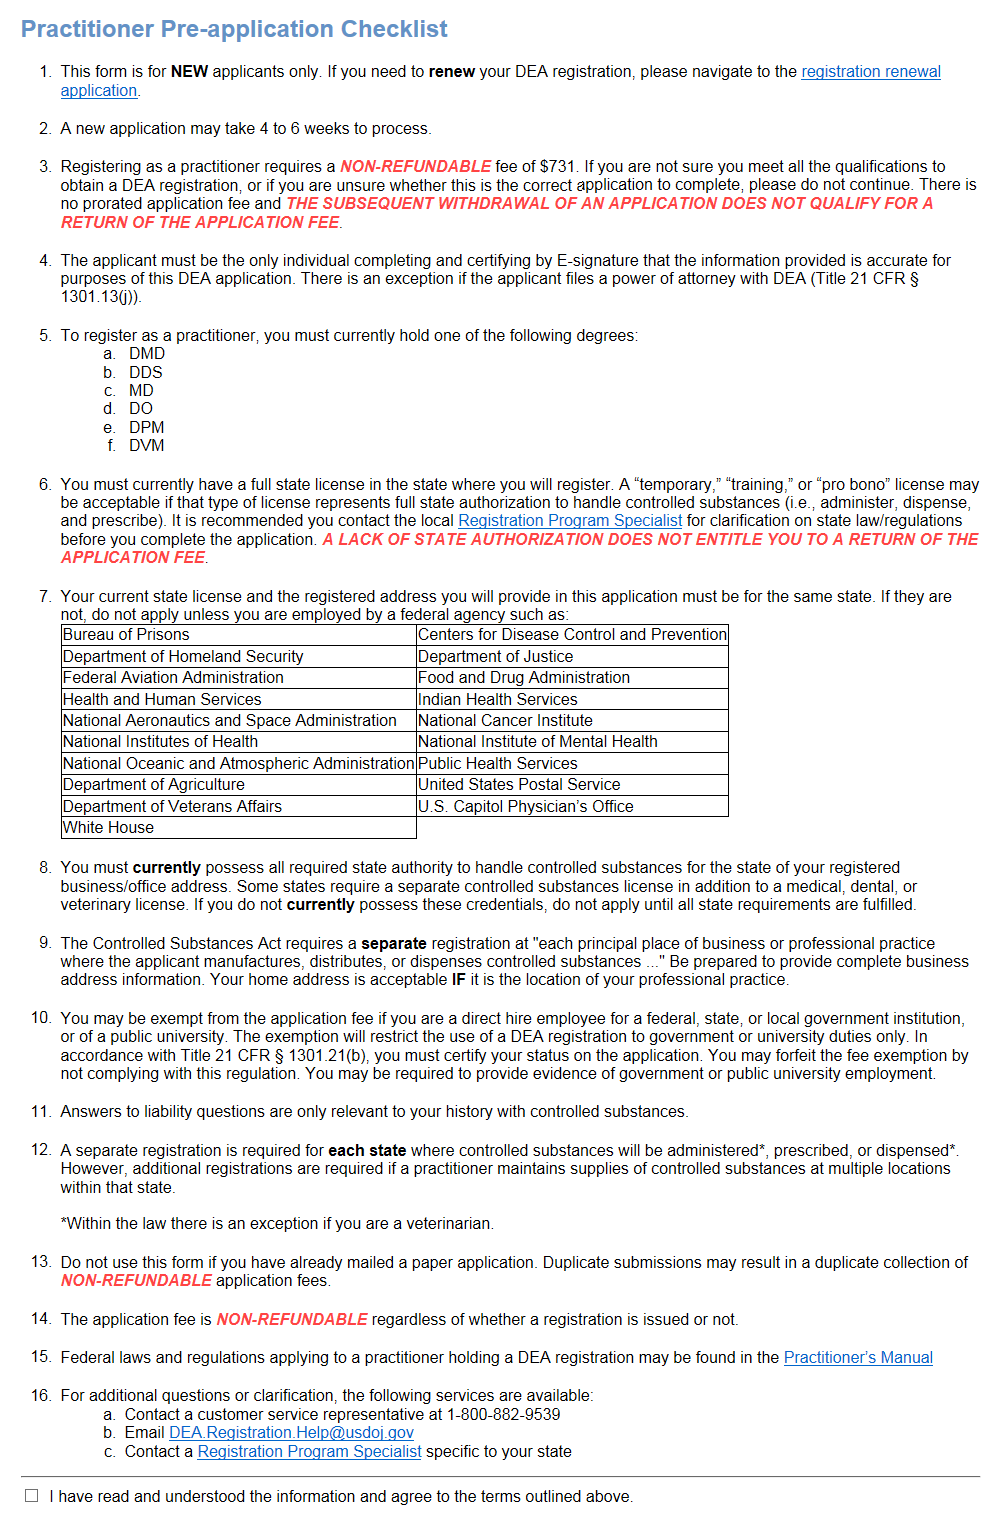 Practitioner Pre-application Checklist
1. This form is for NEW applicants only. If you need to renew your DEA registration, please navigate to the registration renewal
application.
2. A new application may take 4 to 6 weeks to process.
3. Registering as a practitioner requires a NON-REFUNDABLE fee of $731. If you are not sure you meet all the qualifications to
obtain a DEA registration, or if you are unsure whether this is the correct application to complete, please do not continue. There is
no prorated application fee and THE SUBSEQUENT WITHDRAWAL OF AN APPLICATION DOES NOT QUALIFY FOR A
RETURN OF THE APPLICATION FEE.
4. The applicant must be the only individual completing and certifying by E-signature that the information provided is accurate for
purposes of this DEA application. There is an exception if the applicant files a power of attorney with DEA (Title 21 CFR §
1301.13(j)).
5. To register as a practitioner, you must currently hold one of the following degrees:
a. DMD
b. DDS
c. MD
d. DO
e. DPM
f. DVM
6. You must currently have a full state license in the state where you will register. A “temporary,” “training,” or “pro bono” license may
be acceptable if that type of license represents full state authorization to handle controlled substances (i.e., administer, dispense,
and prescribe). It is recommended you contact the local Registration Program Specialist for clarification on state law/regulations
before you complete the application. A LACK OF STATE AUTHORIZATION DOES NOT ENTITLE YOU TO A RETURN OF THE
APPLICATION FEE.
7. Your current state license and the registered address you will provide in this application must be for the same state. If they are
not, do not apply unless you are employed by a federal agency such as:
Bureau of Prisons Centers for Disease Control and Prevention
Department of Homeland Security Department of Justice
Federal Aviation Administration Food and Drug Administration
Health and Human Services Indian Health Services
National Aeronautics and Space Administration National Cancer Institute
National Institutes of Health National Institute of Mental Health
National Oceanic and Atmospheric Administration Public Health Services
Department of Agriculture United States Postal Service
Department of Veterans Affairs U.S. Capitol Physician’s Office
White House
8. You must currently possess all required state authority to handle controlled substances for the state of your registered
business/office address. Some states require a separate controlled substances license in addition to a medical, dental, or
veterinary license. If you do not currently possess these credentials, do not apply until all state requirements are fulfilled.
9. The Controlled Substances Act requires a separate registration at "each principal place of business or professional practice
where the applicant manufactures, distributes, or dispenses controlled substances ..." Be prepared to provide complete business
address information. Your home address is acceptable IF it is the location of your professional practice.
10. You may be exempt from the application fee if you are a direct hire employee for a federal, state, or local government institution,
or of a public university. The exemption will restrict the use of a DEA registration to government or university duties only. In
accordance with Title 21 CFR § 1301.21(b), you must certify your status on the application. You may forfeit the fee exemption by
not complying with this regulation. You may be required to provide evidence of government or public university employment.
11. Answers to liability questions are only relevant to your history with controlled substances.
12. A separate registration is required for each state where controlled substances will be administered*, prescribed, or dispensed*.
However, additional registrations are required if a practitioner maintains supplies of controlled substances at multiple locations
within that state.
*Within the law there is an exception if you are a veterinarian.
13. Do not use this form if you have already mailed a paper application. Duplicate submissions may result in a duplicate collection of
NON-REFUNDABLE application fees.
14. The application fee is NON-REFUNDABLE regardless of whether a registration is issued or not.
15. Federal laws and regulations applying to a practitioner holding a DEA registration may be found in the Practitioner’s Manual
16. For additional questions or clarification, the following services are available:
a. Contact a customer service representative at 1-800-882-9539
b. Email DEA.Registration.Help@usdoj.gov
c. Contact a Registration Program Specialist specific to your state
I have read and understood the information and agree to the terms outlined above.